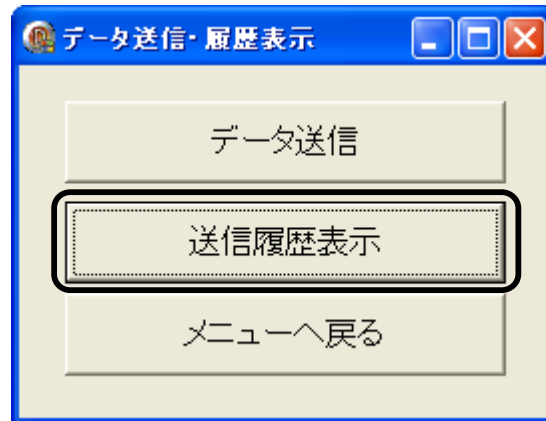 データ送信・履歴表示
データ送信
送信履歴表示
メニューへ戻る